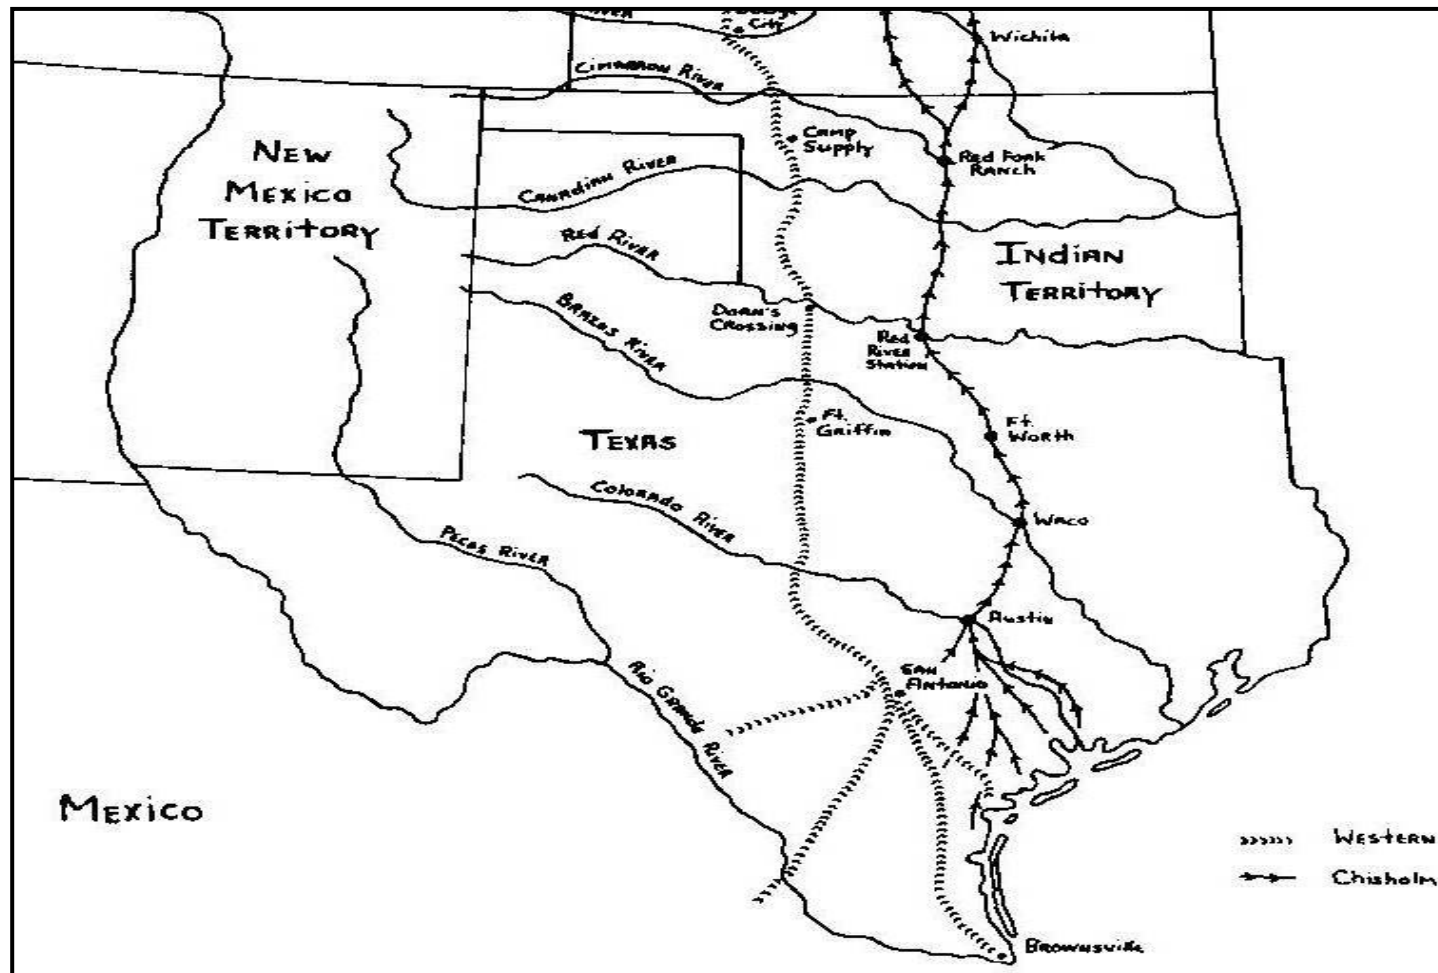 RIVER
City
Wichita
Cimarron River
Camp
Supply
Red Fork
Ranch
New
Mexico
Territory
Canadian River
Red River
Indian
Territory
Doan's
Crossing
Brazos River
Red
River
Station
Ft.
Griffin
Ft.
Worth
Texas
Colorado River
Waco
Pecos River
Austin
San
Antonio
Rio Grande River
Mexico
Western
Chisholm
Brownsville